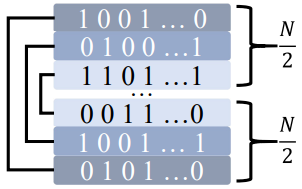 1 0 0 1 ... 0
0 1 0 0 ... 1
1 1 0 1 ... 1
N/2
...
0 0 1 1 ... 0
1 0 0 1 ... 1
0 1 0 1 ... 0
N/2